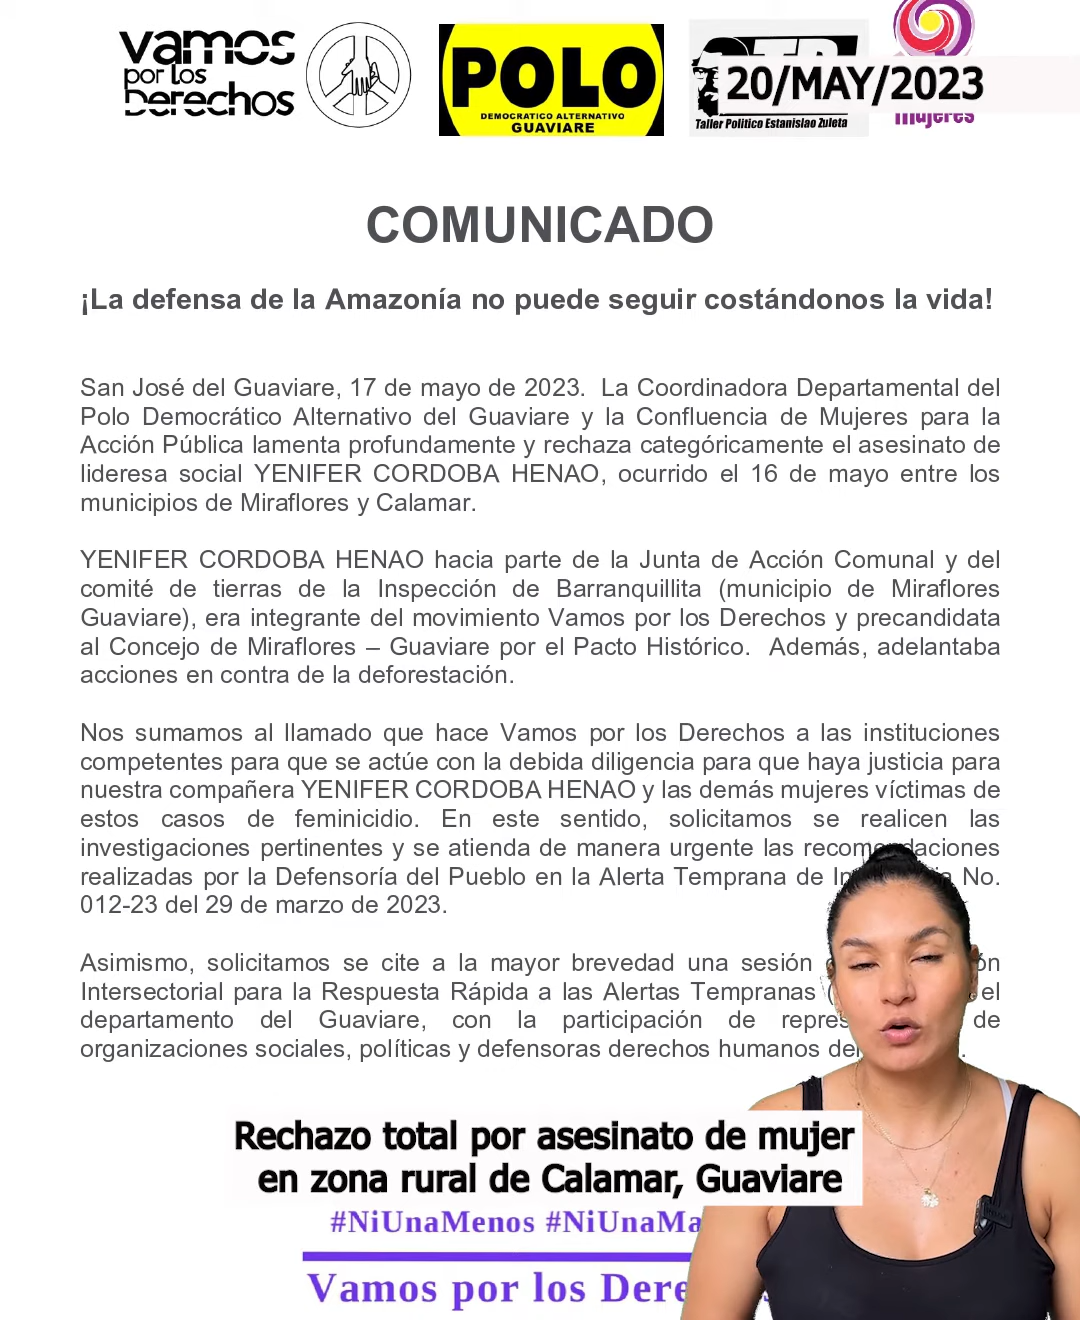 vamos
por los
Derechos
POLO
DEMOCRATICO ALTERNATIVO
GUAVIARE
20/MAY/2023
Taller Politico Estanislao Zuleta
mujeres
COMUNICADO
¡La defensa de la Amazonía no puede seguir costándonos la vida!
San José del Guaviare, 17 de mayo de 2023. La Coordinadora Departamental del
Polo Democrático Alternativo del Guaviare y la Confluencia de Mujeres para la
Acción Pública lamenta profundamente y rechaza categóricamente el asesinato de
lideresa social YENIFER CORDOBA HENAO, ocurrido el 16 de mayo entre los
municipios de Miraflores y Calamar.
YENIFER CORDOBA HENAO hacia parte de la Junta de Acción Comunal y del
comité de tierras de la Inspección de Barranquillita (municipio de Miraflores
Guaviare), era integrante del movimiento Vamos por los Derechos y precandidata
al Concejo de Miraflores – Guaviare por el Pacto Histórico. Además, adelantaba
acciones en contra de la deforestación.
Nos sumamos al llamado que hace Vamos por los Derechos a las instituciones
competentes para que se actúe con la debida diligencia para que haya justicia para
nuestra compañera YENIFER CORDOBA HENAO y las demás mujeres víctimas de
estos casos de feminicidio. En este sentido, solicitamos se realicen las
investigaciones pertinentes y se atienda de manera urgente las recomendaciones
realizadas por la Defensoría del Pueblo en la Alerta Temprana de No.
012-23 del 29 de marzo de 2023.
Asimismo, solicitamos se cite a la mayor brevedad una sesión
Intersectorial para la Respuesta Rápida a las Alertas Tempranas el
departamento del Guaviare, con la participación de de
organizaciones sociales, políticas y defensoras derechos humanos
Rechazo total por asesinato de mujer
en zona rural de Calamar, Guaviare
#NiUnaMenos #NiUnaMa
Vamos por los Dere